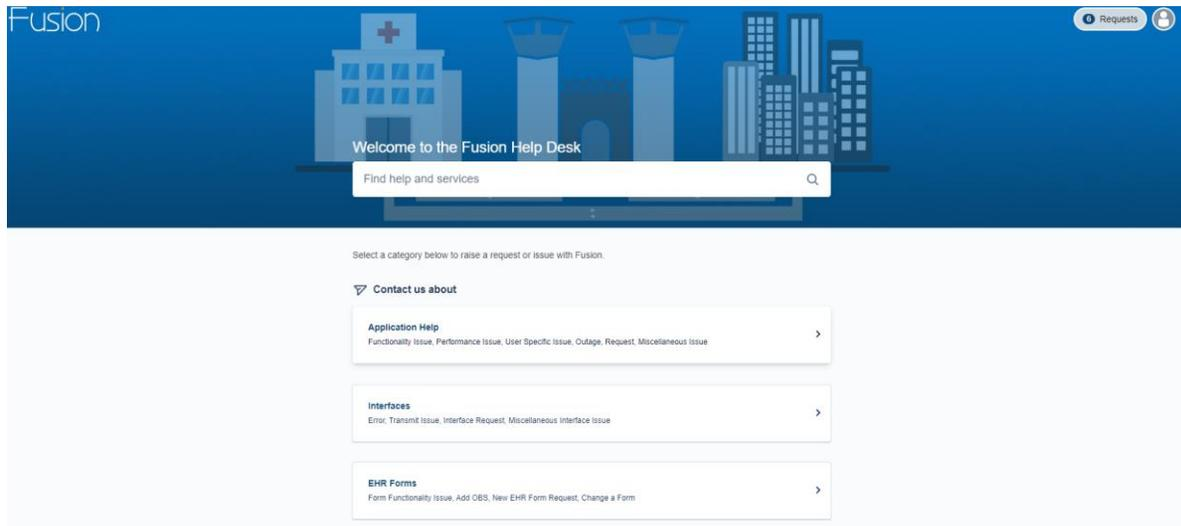 Fusion
6 Requests
Welcome to the Fusion Help Desk
Find help and services
Select a category below to raise a request or issue with Fusion.
Contact us about
Application Help
Functionality Issue, Performance Issue, User Specific Issue, Outage, Request, Miscellaneous Issue
Interfaces
Error, Transmit Issue, Interface Request, Miscellaneous Interface Issue
EHR Forms
Form Functionality Issue, Add OBS, New EHR Form Request, Change a Form